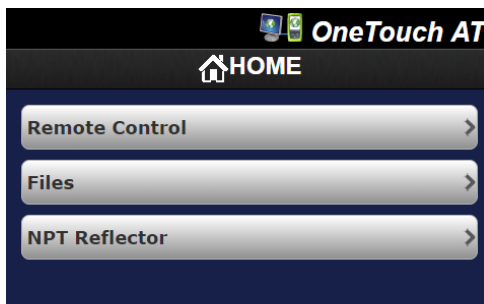 OneTouch AT
HOME
Remote Control
Files
NPT Reflector